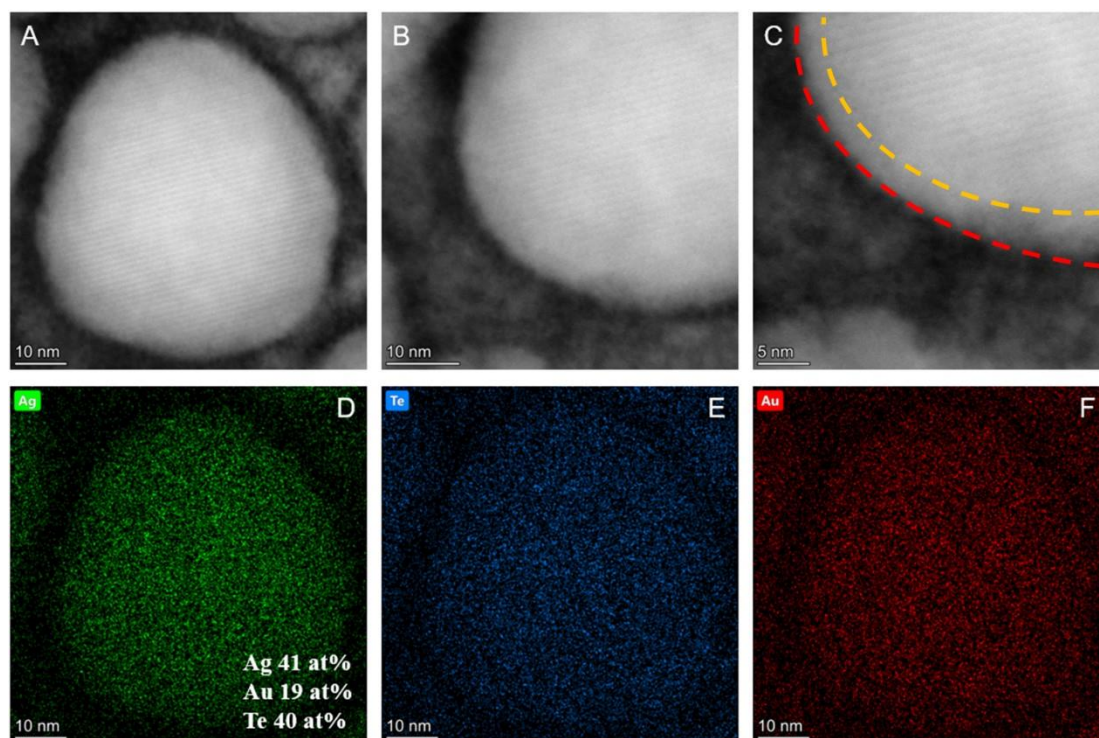 A
B
C
10 nm
10 nm
5 nm
Ag
D
Te
E
Au
F
Ag 41 at%
Au 19 at%
Te 40 at%
10 nm
10 nm
10 nm